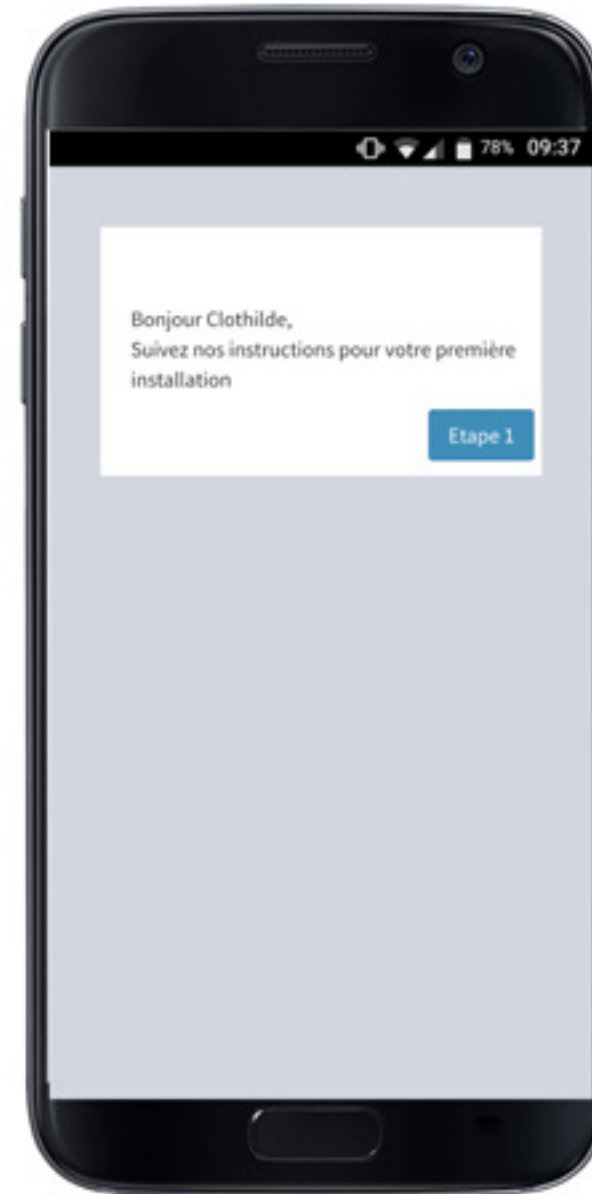 78% 09:37
Bonjour Clothilde,
Suivez nos instructions pour votre première
installation
Etape 1